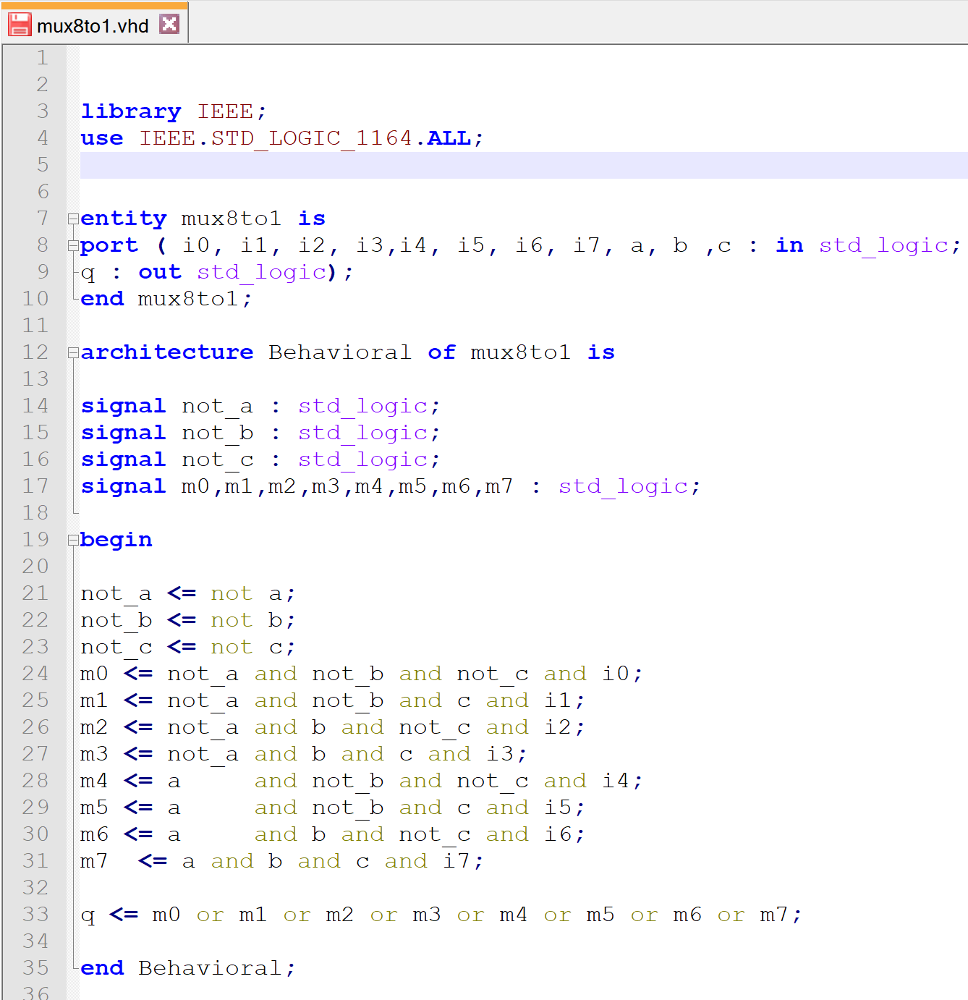 mux8to1.vhd
1
2
3 library IEEE;
4 use IEEE.STD_LOGIC_1164.ALL;
5
6
7 entity mux8to1 is
8 port ( i0, i1, i2, i3,i4, i5, i6, i7, a, b ,c : in std_logic;
9 q : out std_logic);
10 end mux8to1;
11
12 architecture Behavioral of mux8to1 is
13
14 signal not_a : std_logic;
15 signal not_b : std_logic;
16 signal not_c : std_logic;
17 signal m0,m1,m2,m3,m4,m5,m6,m7 : std_logic;
18
19 begin
20
21 not_a <= not a;
22 not_b <= not b;
23 not_c <= not c;
24 m0 <= not_a and not_b and not_c and i0;
25 m1 <= not_a and not_b and c and i1;
26 m2 <= not_a and b and not_c and i2;
27 m3 <= not_a and b and c and i3;
28 m4 <= a     and not_b and not_c and i4;
29 m5 <= a     and not_b and c and i5;
30 m6 <= a     and b and not_c and i6;
31 m7  <= a and b and c and i7;
32
33 q <= m0 or m1 or m2 or m3 or m4 or m5 or m6 or m7;
34
35 end Behavioral;
36